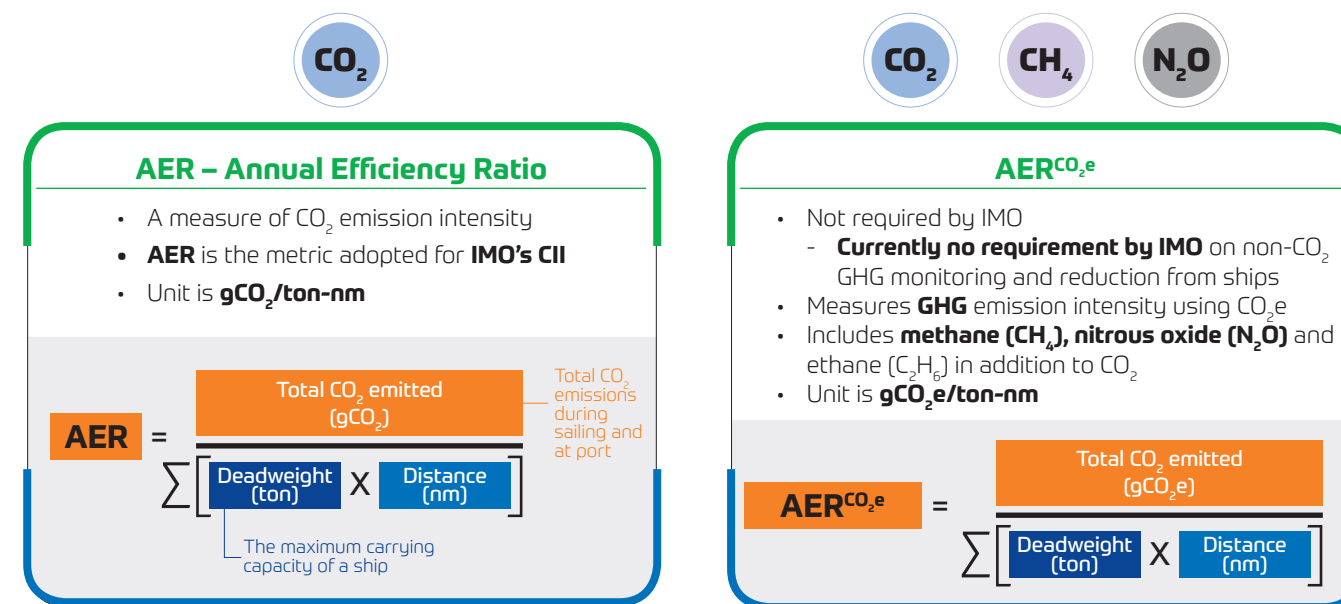 CO₂
AER – Annual Efficiency Ratio
• A measure of CO₂ emission intensity
• AER is the metric adopted for IMO's CII
• Unit is gCO₂/ton-nm
AER =
Total CO₂ emitted
(gCO₂)
Total CO₂
emissions
during
sailing and
at port
∑ [ Deadweight
(ton)
X
Distance
(nm) ]
The maximum carrying
capacity of a ship
CO₂ CH₄ N₂O
AERCO₂e
• Not required by IMO
- Currently no requirement by IMO on non-CO₂
GHG monitoring and reduction from ships
• Measures GHG emission intensity using CO₂e
• Includes methane (CH₄), nitrous oxide (N₂O) and
ethane (C₂H₆) in addition to CO₂
• Unit is gCO₂e/ton-nm
AERCO₂e =
Total CO₂ emitted
(gCO₂e)
∑ [ Deadweight
(ton)
X
Distance
(nm) ]